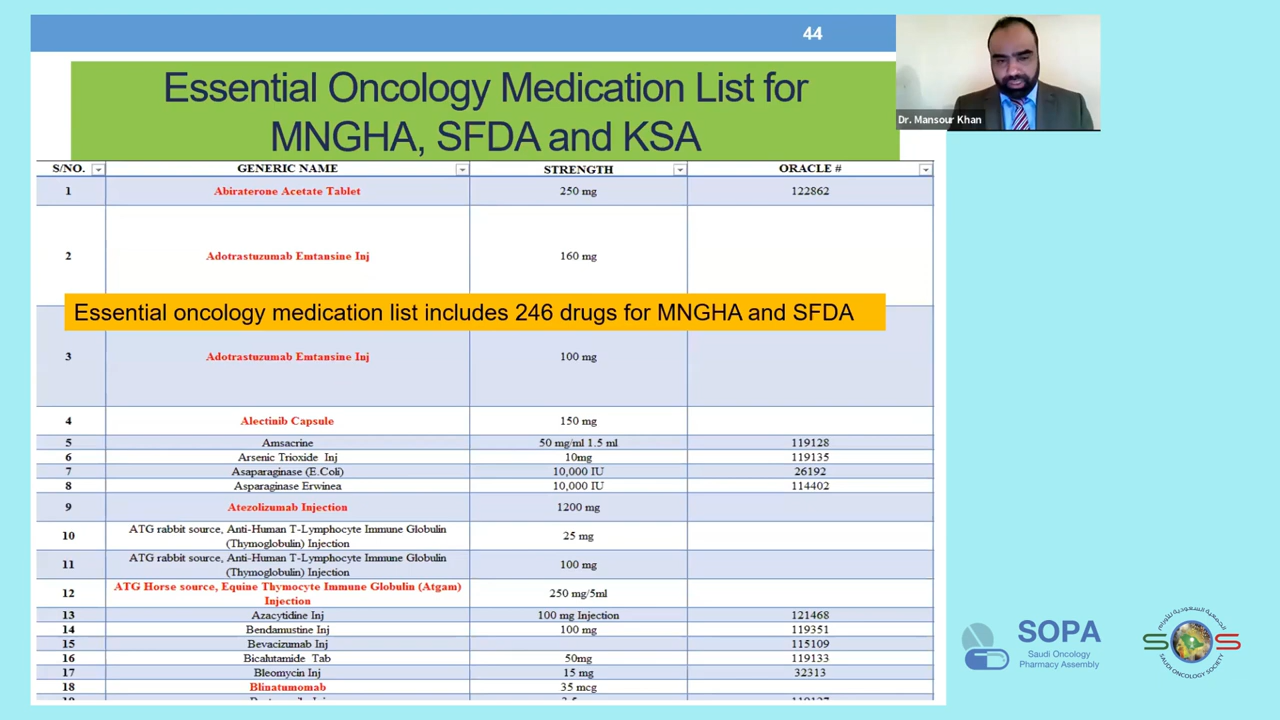 44
Essential Oncology Medication List for
MNGHA, SFDA and KSA
Dr. Mansour Khan
S/NO. GENERIC NAME STRENGTH ORACLE #
1 Abiraterone Acetate Tablet 250 mg 122862
2 Adotrastuzumab Emtansine Inj 160 mg
Essential oncology medication list includes 246 drugs for MNGHA and SFDA
3 Adotrastuzumab Emtansine Inj 100 mg
4 Alectinib Capsule 150 mg
5 Amsacrine 50 mg/ml 1.5 ml 119128
6 Arsenic Trioxide Inj 10mg 119135
7 Asaparaginase (E.Coli) 10,000 IU 26192
8 Asparaginase Erwinea 10,000 IU 114402
9 Atezolizumab Injection 1200 mg
10 ATG rabbit source, Anti-Human T-Lymphocyte Immune Globulin
(Thymoglobulin) Injection 25 mg
11 ATG rabbit source, Anti-Human T-Lymphocyte Immune Globulin
(Thymoglobulin) Injection 100 mg
12 ATG Horse source, Equine Thymocyte Immune Globulin (Atgam)
Injection 250 mg/5ml
13 Azacytidine Inj 100 mg Injection 121468
14 Bendamustine Inj 100 mg 119351
15 Bevacizumab Inj 115109
16 Bicalutamide Tab 50mg 119133
17 Bleomycin Inj 15 mg 32313
18 Blinatumomab 35 mcg
SOPA
Saudi Oncology
Pharmacy Assembly
الجمعية السعودية للأورام
SOS
SAUDI ONCOLOGY SOCIETY